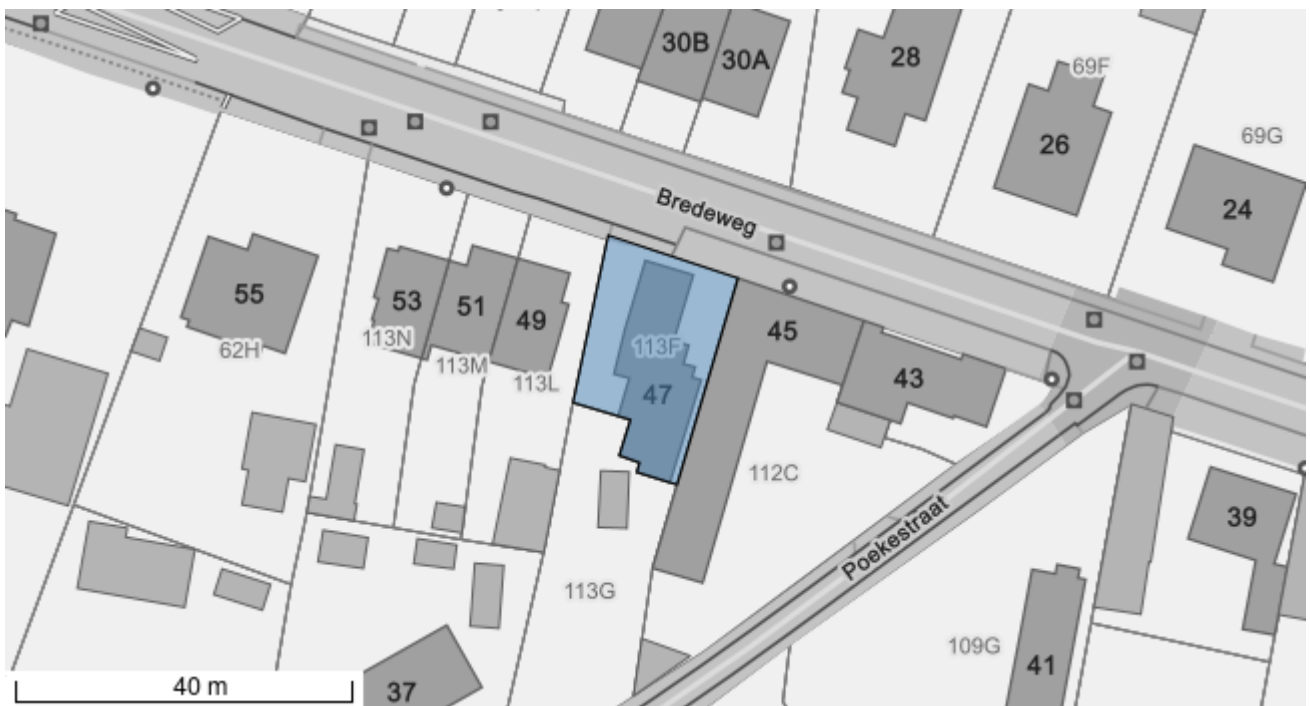 30B
30A
28
69F
26
69G
24
Bredeweg
55
62H
53
113N
51
113M
49
113L
113F
47
45
43
112C
39
Poekestraat
113G
109G
41
37
40 m